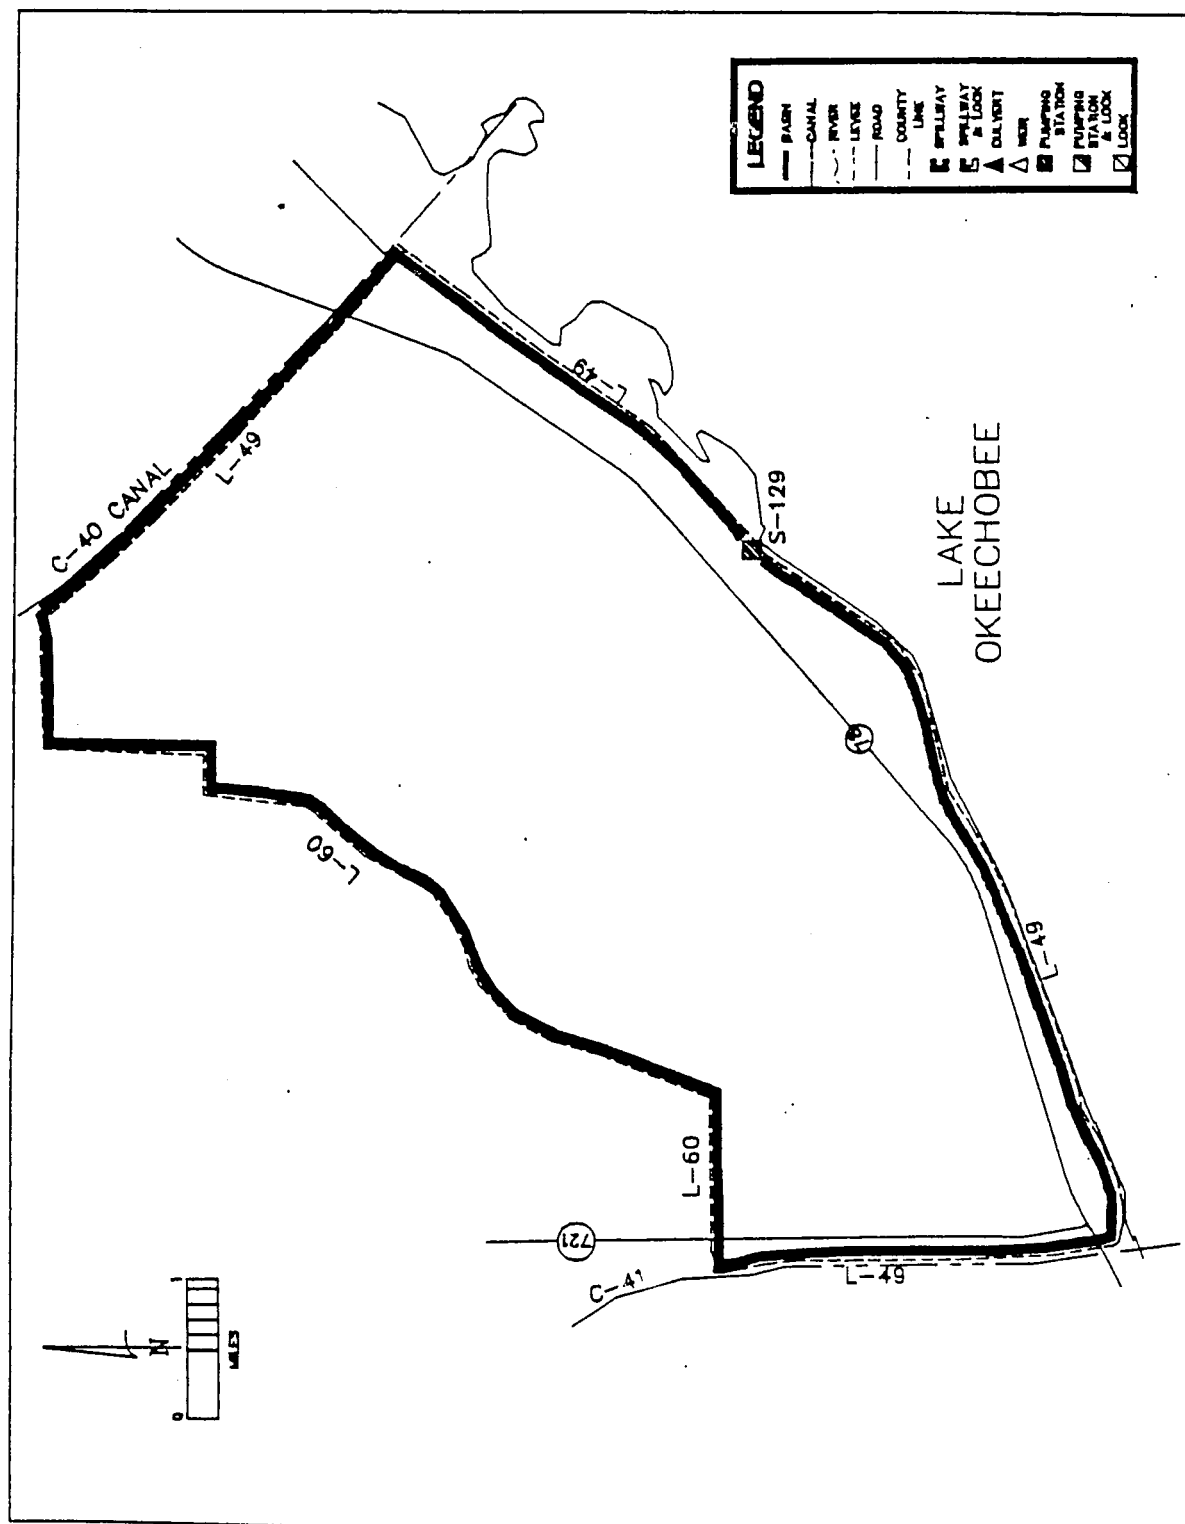 LEGEND
BASIN
CANAL
RIVER
LEVEE
ROAD
COUNTY
LINE
SPILLWAY
SPILLWAY
& LOCK
CULVERT
WEIR
PUMPING
STATION
PUMPING
STATION
& LOCK
LOCK
C-40 CANAL
L-49
L-49
S-129
LAKE
OKEECHOBEE
78
L-60
L-49
L-60
721
C-41
L-49
N
0
1
MILES